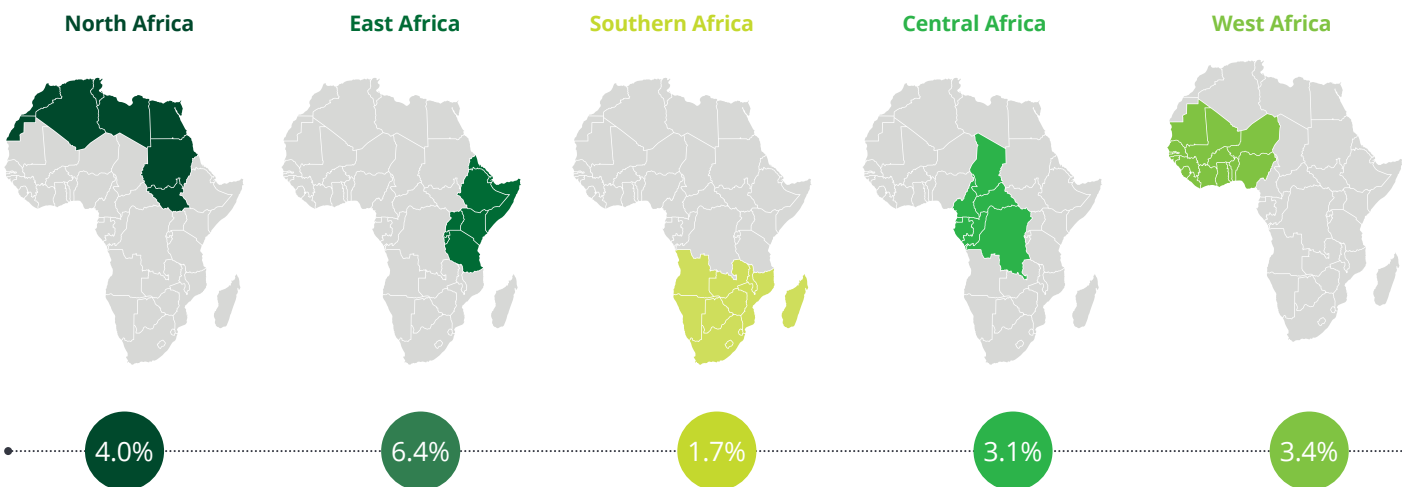 North Africa
East Africa
Southern Africa
Central Africa
West Africa
4.0%
6.4%
1.7%
3.1%
3.4%